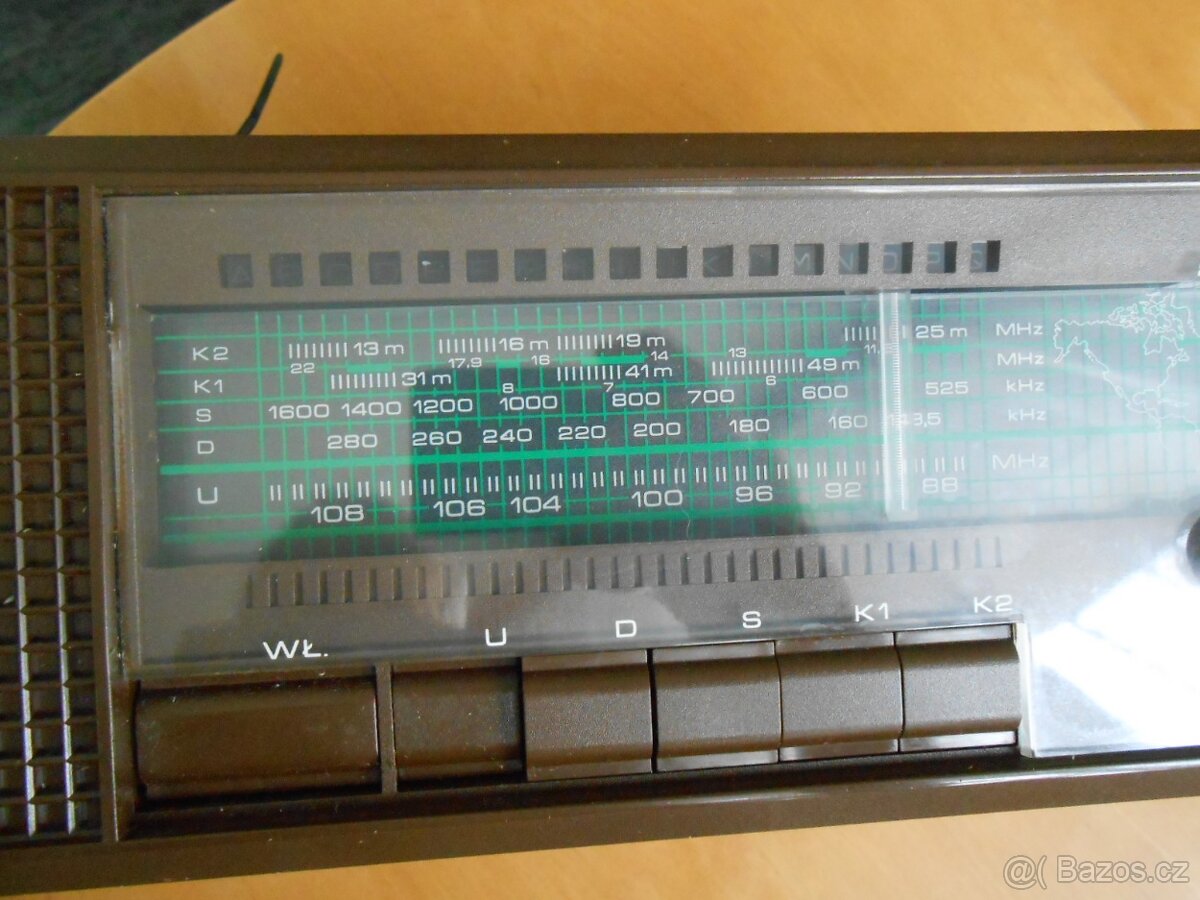 K2 13 m 16 m 19 m 25 m MHz
22 17,9 16 14 13 MHz
K1 31 m 41 m 49 m
8 7 6
S 1600 1400 1200 1000 800 700 600 525 kHz
D 280 260 240 220 200 180 160 148,5 kHz
U MHz
108 106 104 100 96 92 88
WŁ. U D S K1 K2
@( Bazos.cz